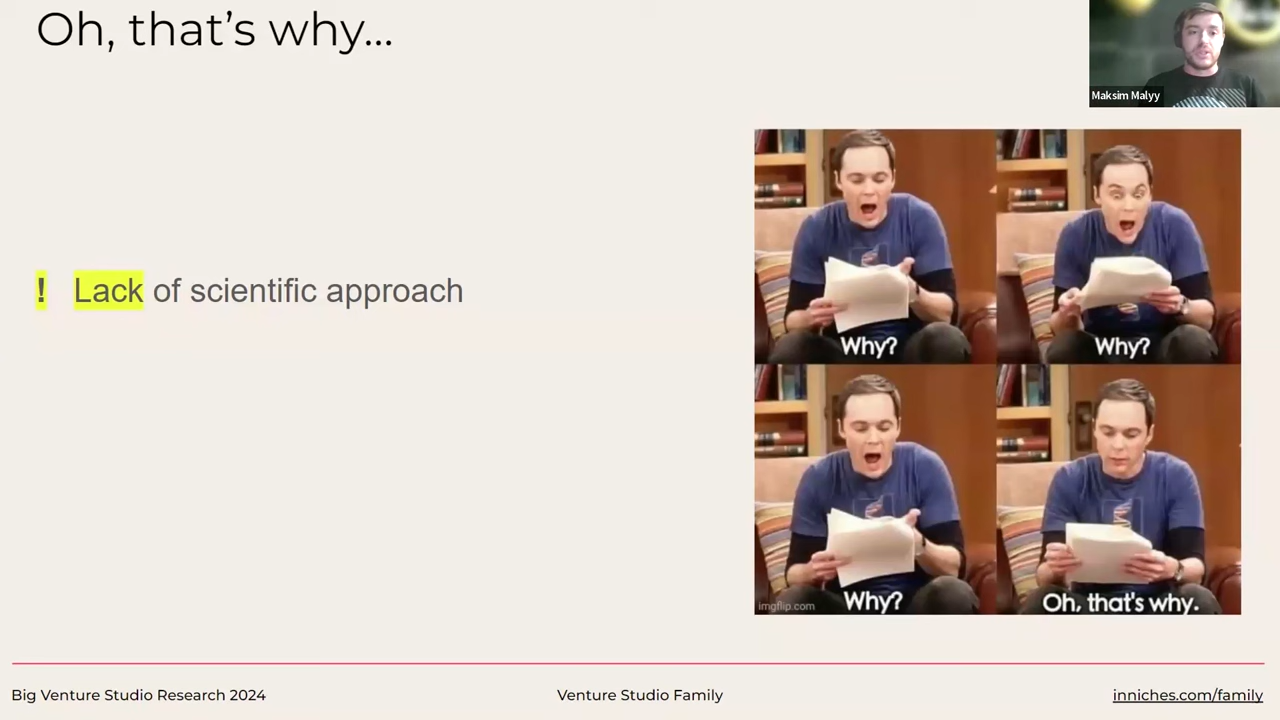 Oh, that’s why...
Maksim Malyy
! Lack of scientific approach
Why?
Why?
Why?
Oh, that's why.
imgflip.com
Big Venture Studio Research 2024
Venture Studio Family
inniches.com/family